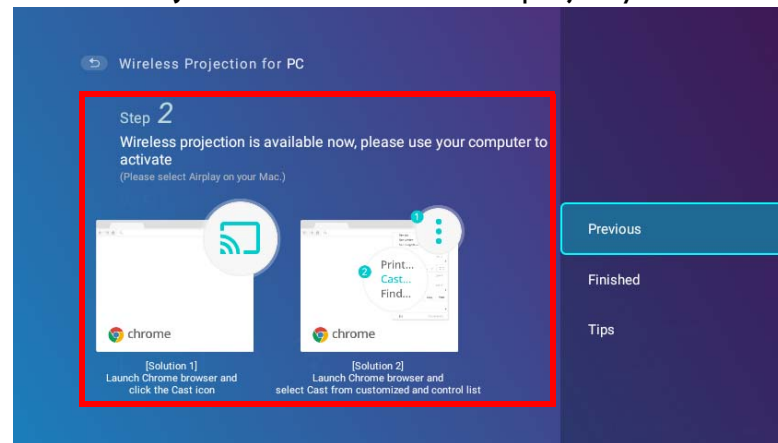 Wireless Projection for PC
Step 2
Wireless projection is available now, please use your computer to
activate
(Please select Airplay on your Mac.)
1
2
Print...
Cast...
Find...
chrome
chrome
[Solution 1]
Launch Chrome browser and
click the Cast icon
[Solution 2]
Launch Chrome browser and
select Cast from customized and control list
Previous
Finished
Tips